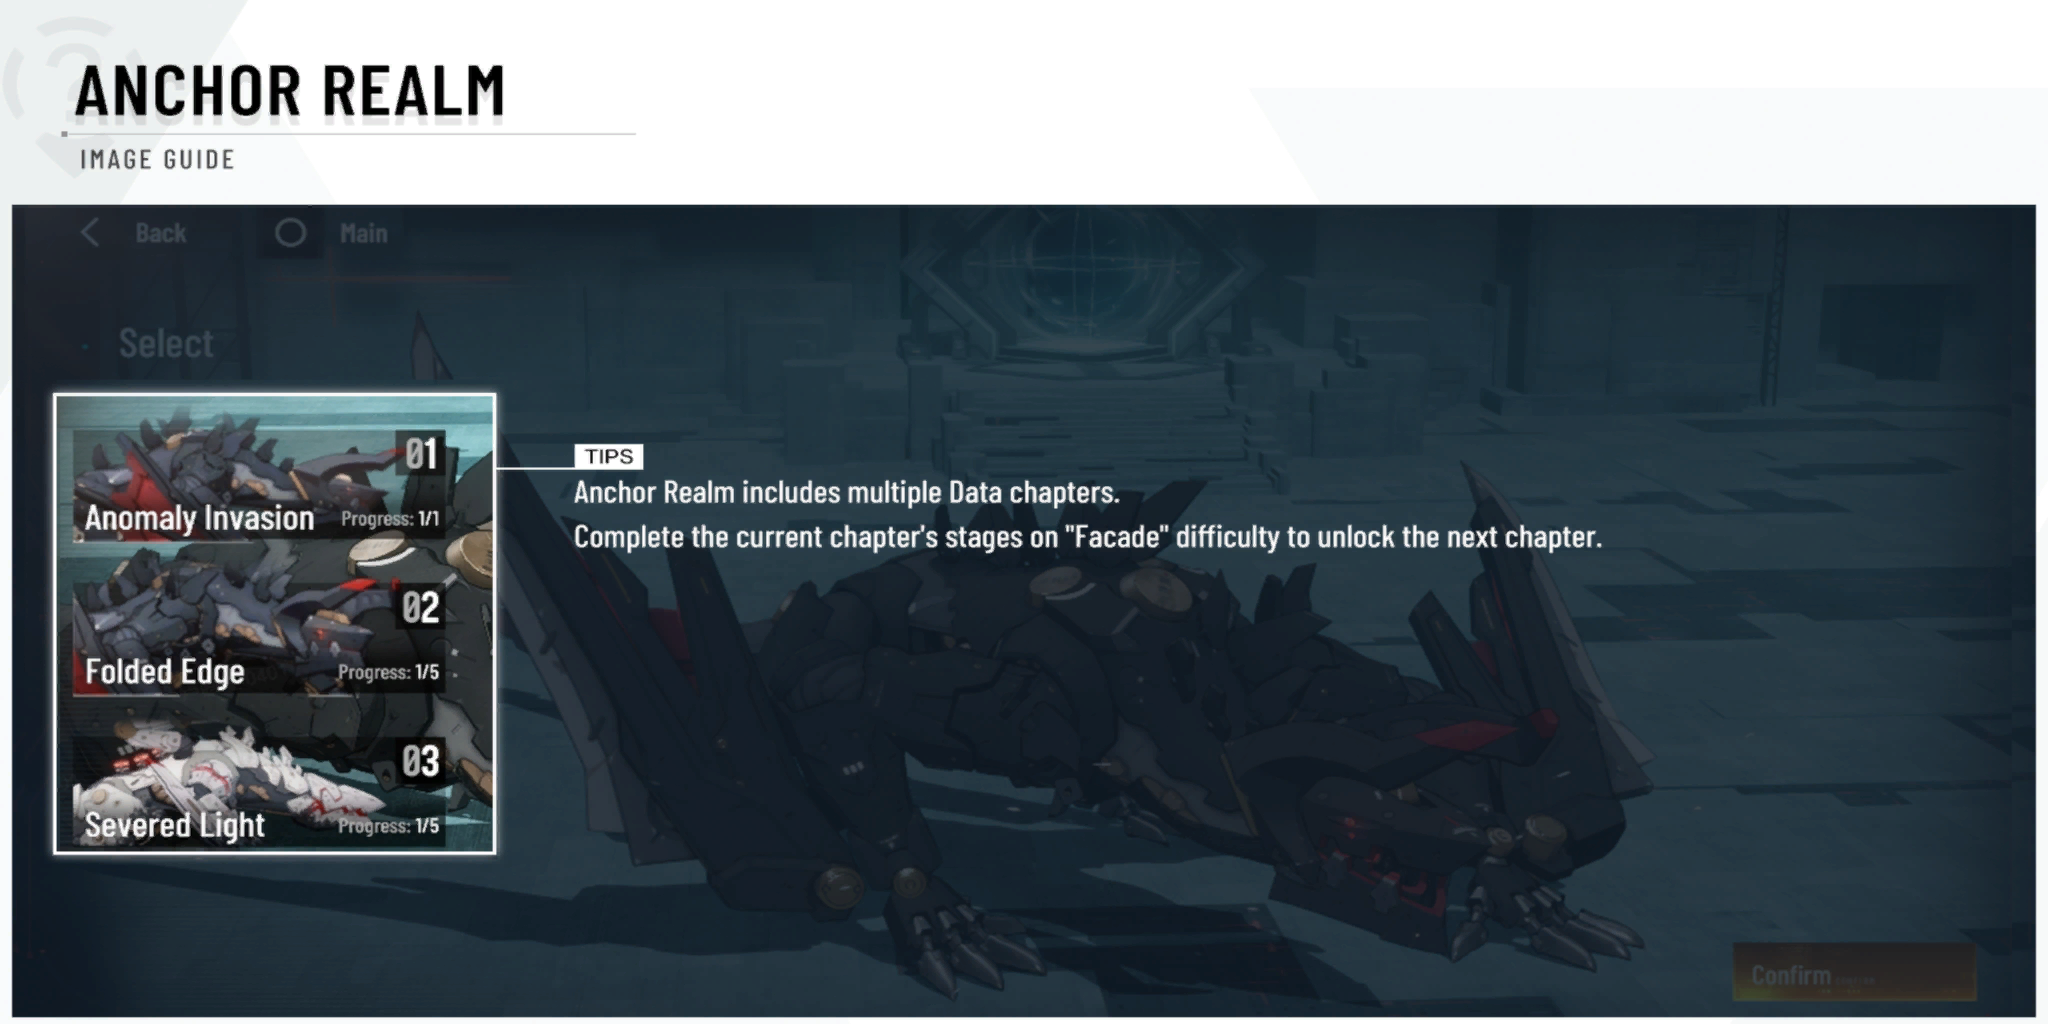 ANCHOR REALM
IMAGE GUIDE
Back
Main
Select
01
Anomaly Invasion
Progress: 1/1
02
Folded Edge
Progress: 1/5
03
Severed Light
Progress: 1/5
TIPS
Anchor Realm includes multiple Data chapters.
Complete the current chapter's stages on "Facade" difficulty to unlock the next chapter.
Confirm